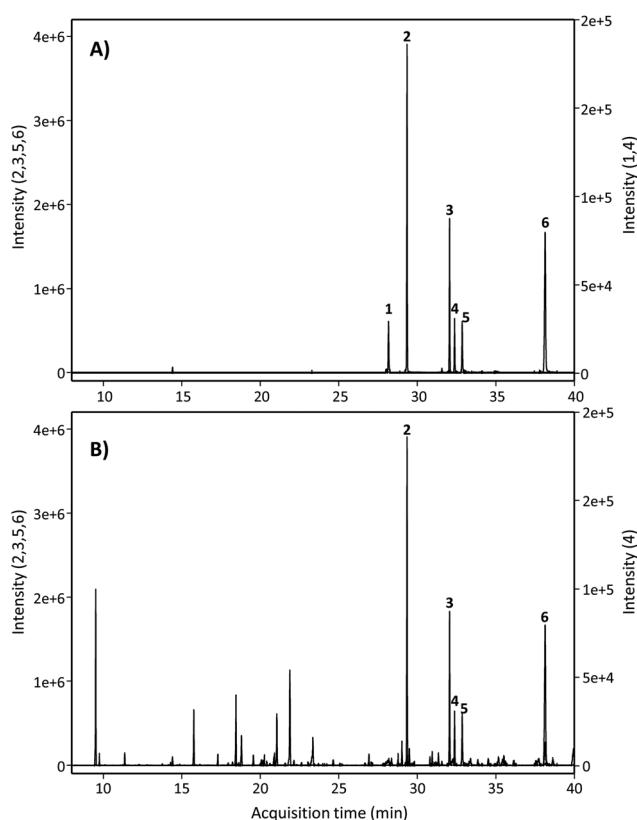 A)
Intensity (2,3,5,6)
4e+6
3e+6
2e+6
1e+6
0
2e+5
2e+5
1e+5
5e+4
0
Intensity (1,4)
1
2
3
4
5
6
10 15 20 25 30 35 40
B)
Intensity (2,3,5,6)
4e+6
3e+6
2e+6
1e+6
0
2e+5
2e+5
1e+5
5e+4
0
Intensity (4)
2
3
4
5
6
10 15 20 25 30 35 40
Acquisition time (min)